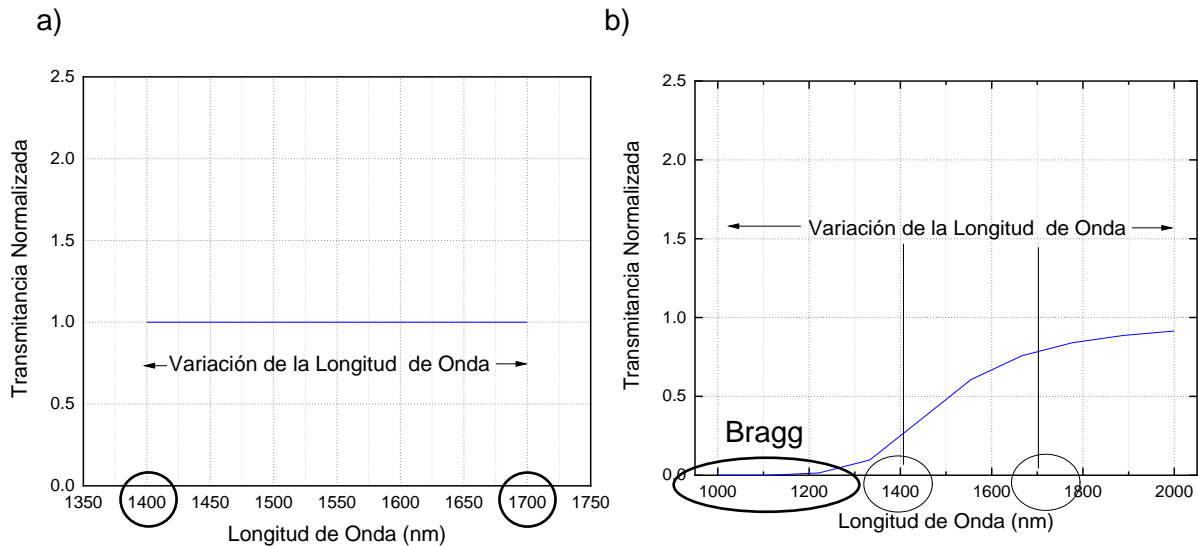 a)
2.5
2.0
1.5
1.0
0.5
0.0
Transmitancia Normalizada
Variación de la Longitud de Onda
1350 1400 1450 1500 1550 1600 1650 1700 1750
Longitud de Onda (nm)
b)
2.5
2.0
1.5
1.0
0.5
0.0
Transmitancia Normalizada
Variación de la Longitud de Onda
Bragg
1000 1200 1400 1600 1800 2000
Longitud de Onda (nm)